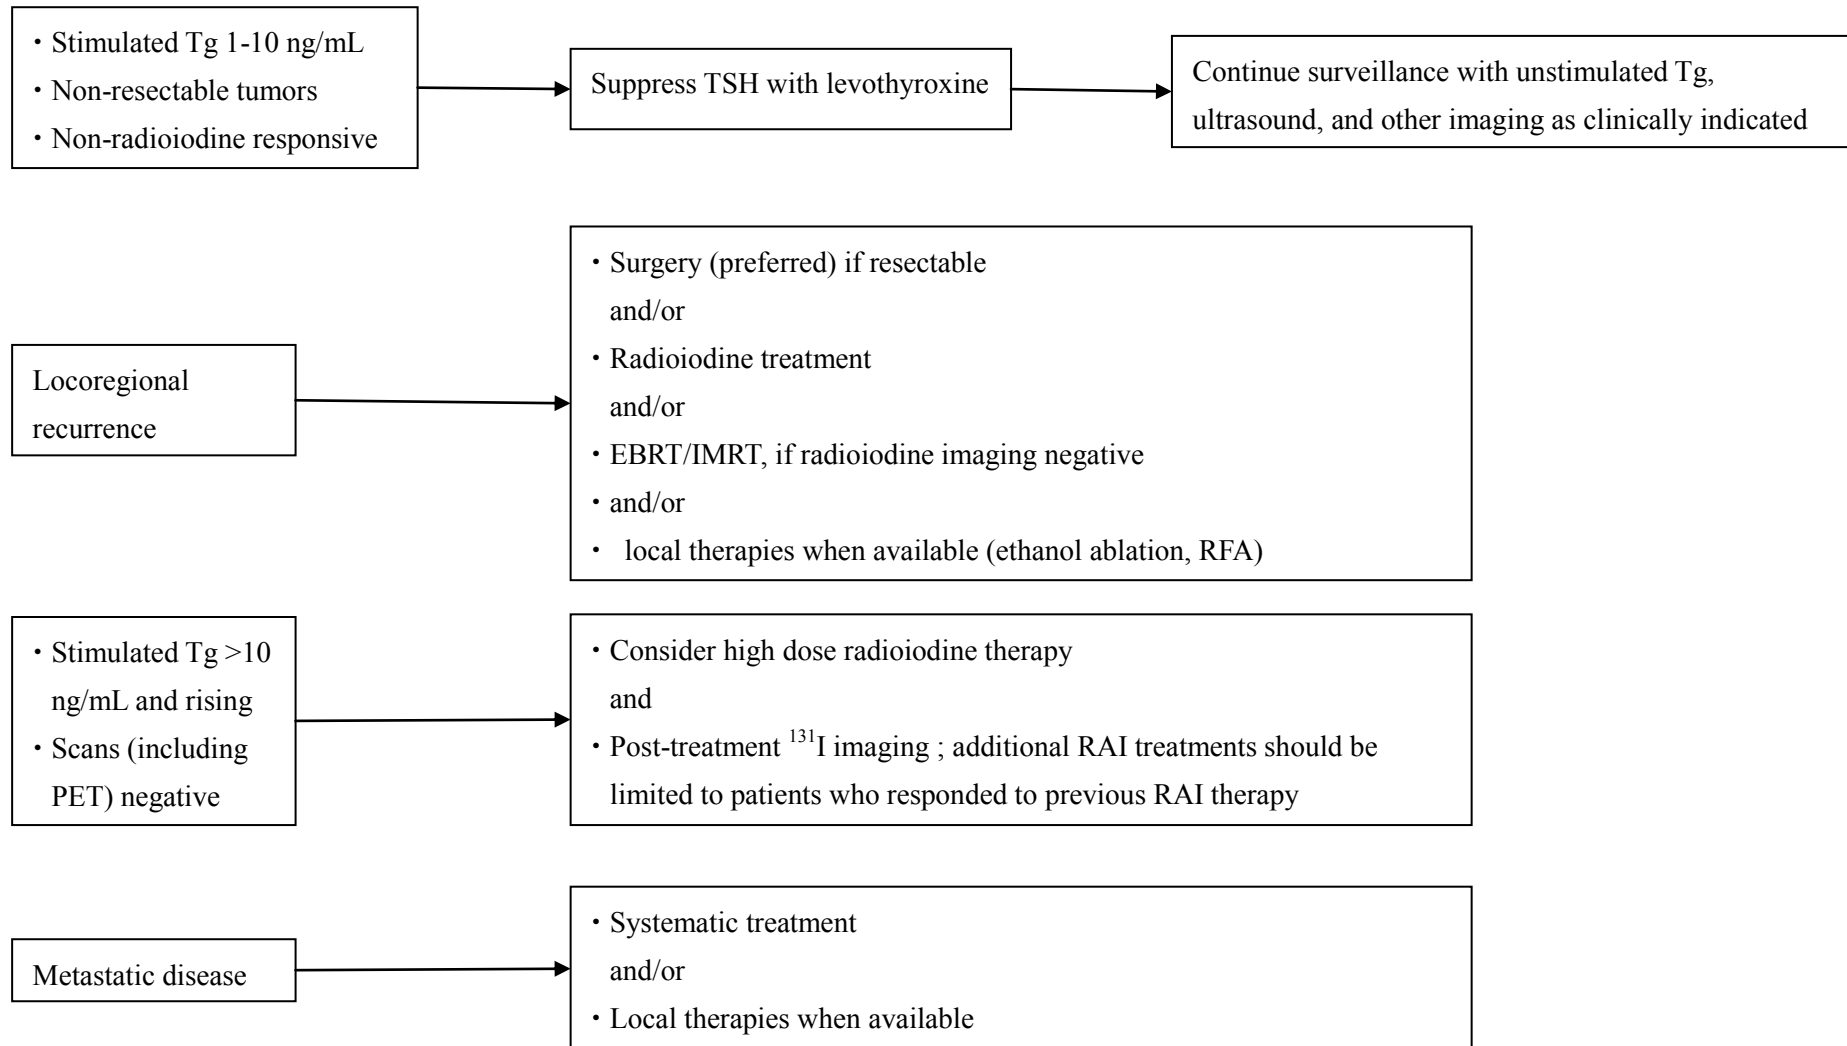 ・Stimulated Tg 1-10 ng/mL
・Non-resectable tumors
・Non-radioiodine responsive
Suppress TSH with levothyroxine
Continue surveillance with unstimulated Tg,
ultrasound, and other imaging as clinically indicated
Locoregional
recurrence
・Surgery (preferred) if resectable
and/or
・Radioiodine treatment
and/or
・EBRT/IMRT, if radioiodine imaging negative
・and/or
・ local therapies when available (ethanol ablation, RFA)
・Stimulated Tg >10
ng/mL and rising
・Scans (including
PET) negative
・Consider high dose radioiodine therapy
and
・Post-treatment ¹³¹I imaging ; additional RAI treatments should be
limited to patients who responded to previous RAI therapy
Metastatic disease
・Systematic treatment
and/or
・Local therapies when available